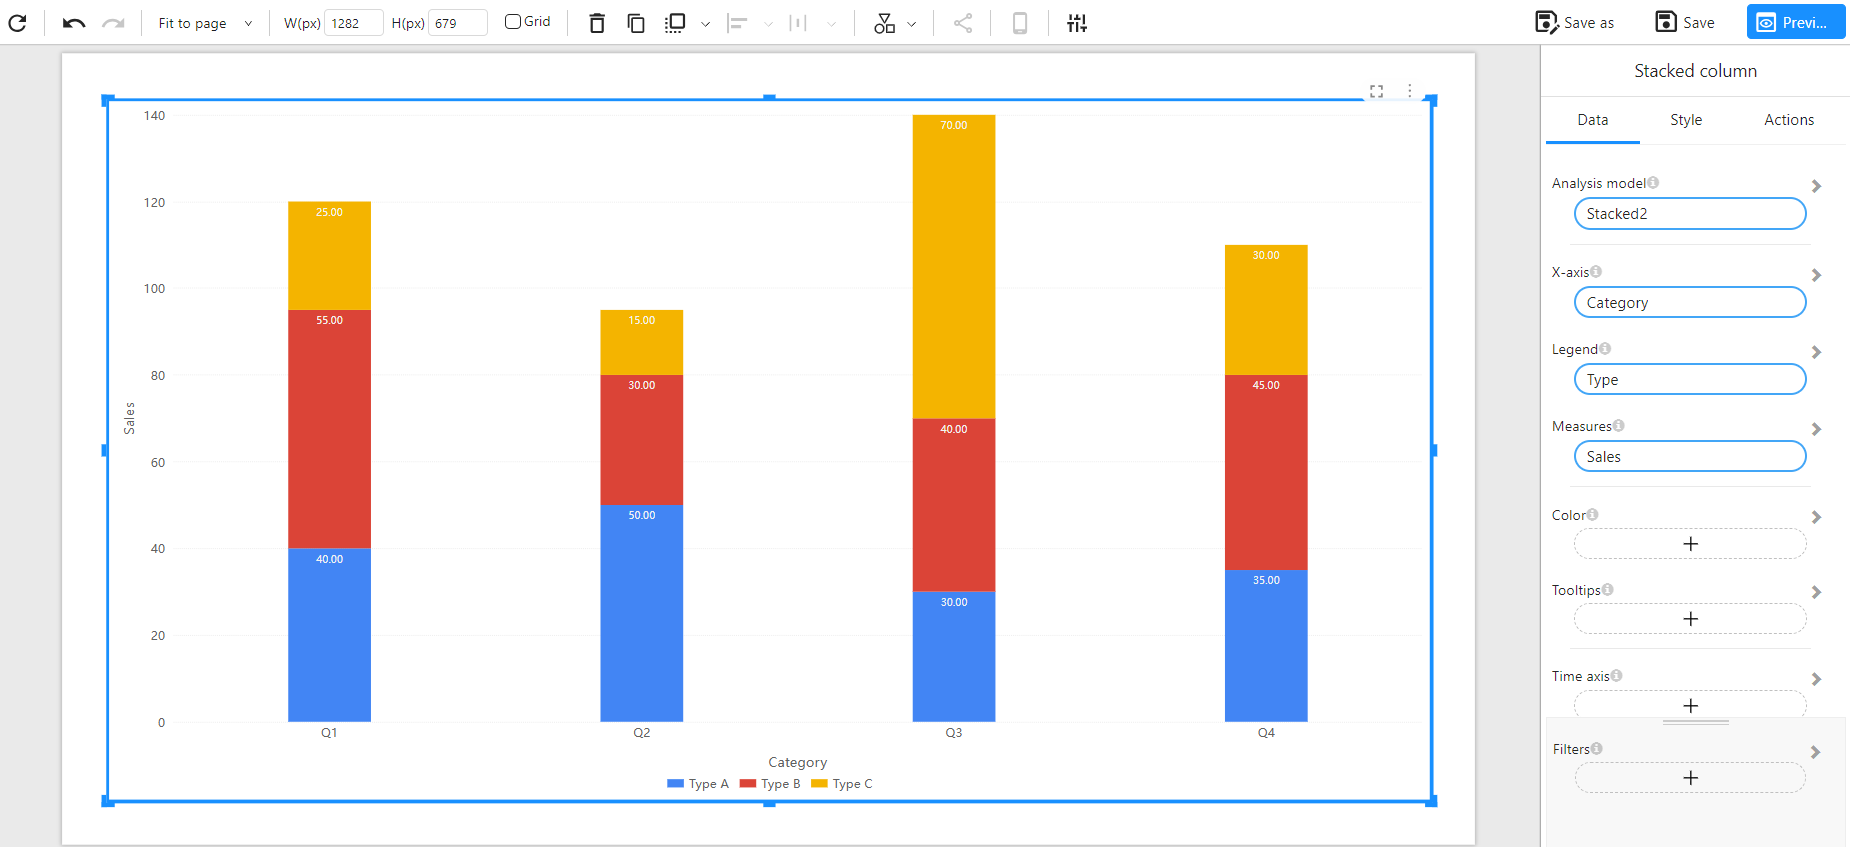 Fit to page W(px) 1282 H(px) 679 Grid Save as Save Previ...
Stacked column
Data Style Actions
Analysis model
Stacked2
X-axis
Category
Legend
Type
Measures
Sales
Color
Tooltips
Time axis
Filters
140
120
100
80
60
40
20
0
Sales
25.00
55.00
40.00
15.00
30.00
50.00
70.00
40.00
30.00
30.00
45.00
35.00
Q1 Q2 Q3 Q4
Category
Type A Type B Type C